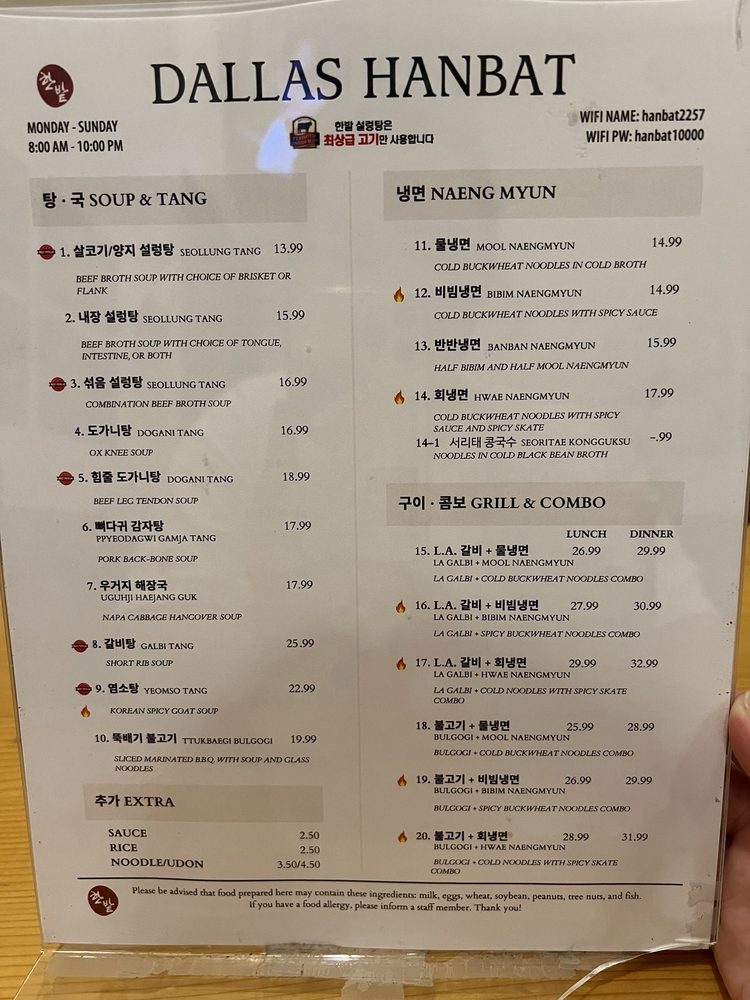 한밭
DALLAS HANBAT
MONDAY - SUNDAY
8:00 AM - 10:00 PM
한밭 설렁탕은
최상급 고기만 사용합니다
WIFI NAME: hanbat2257
WIFI PW: hanbat10000
탕 · 국 SOUP & TANG
1. 살코기/양지 설렁탕 SEOLLUNG TANG 13.99
BEEF BROTH SOUP WITH CHOICE OF BRISKET OR
FLANK
2. 내장 설렁탕 SEOLLUNG TANG 15.99
BEEF BROTH SOUP WITH CHOICE OF TONGUE,
INTESTINE, OR BOTH
3. 섞음 설렁탕 SEOLLUNG TANG 16.99
COMBINATION BEEF BROTH SOUP
4. 도가니탕 DOGANI TANG 16.99
OX KNEE SOUP
5. 힘줄 도가니탕 DOGANI TANG 18.99
BEEF LEG TENDON SOUP
6. 뼈다귀 감자탕 17.99
PPYEODAGWI GAMJA TANG
PORK BACK-BONE SOUP
7. 우거지 해장국 17.99
UGUHJI HAEJANG GUK
NAPA CABBAGE HANGOVER SOUP
8. 갈비탕 GALBI TANG 25.99
SHORT RIB SOUP
9. 염소탕 YEOMSO TANG 22.99
KOREAN SPICY GOAT SOUP
10. 뚝배기 불고기 TTUKBAEGI BULGOGI 19.99
SLICED MARINATED B.B.Q. WITH SOUP AND GLASS
NOODLES
추가 EXTRA
SAUCE 2.50
RICE 2.50
NOODLE/UDON 3.50/4.50
냉면 NAENG MYUN
11. 물냉면 MOOL NAENGMYUN 14.99
COLD BUCKWHEAT NOODLES IN COLD BROTH
12. 비빔냉면 BIBIM NAENGMYUN 14.99
COLD BUCKWHEAT NOODLES WITH SPICY SAUCE
13. 반반냉면 BANBAN NAENGMYUN 15.99
HALF BIBIM AND HALF MOOL NAENGMYUN
14. 회냉면 HWAE NAENGMYUN 17.99
COLD BUCKWHEAT NOODLES WITH SPICY
SAUCE AND SPICY SKATE
14-1 서리태 콩국수 SEORITAE KONGGUKSU -.99
NOODLES IN COLD BLACK BEAN BROTH
구이 · 콤보 GRILL & COMBO
LUNCH DINNER
15. L.A. 갈비 + 물냉면 26.99 29.99
LA GALBI + MOOL NAENGMYUN
LA GALBI + COLD BUCKWHEAT NOODLES COMBO
16. L.A. 갈비 + 비빔냉면 27.99 30.99
LA GALBI + BIBIM NAENGMYUN
LA GALBI + SPICY BUCKWHEAT NOODLES COMBO
17. L.A. 갈비 + 회냉면 29.99 32.99
LA GALBI + HWAE NAENGMYUN
LA GALBI + COLD NOODLES WITH SPICY SKATE
COMBO
18. 불고기 + 물냉면 25.99 28.99
BULGOGI + MOOL NAENGMYUN
BULGOGI + COLD BUCKWHEAT NOODLES COMBO
19. 불고기 + 비빔냉면 26.99 29.99
BULGOGI + BIBIM NAENGMYUN
BULGOGI + SPICY BUCKWHEAT NOODLES COMBO
20. 불고기 + 회냉면 28.99 31.99
BULGOGI + HWAE NAENGMYUN
BULGOGI + COLD NOODLES WITH SPICY SKATE
COMBO
한밭
Please be advised that food prepared here may contain these ingredients: milk, eggs, wheat, soybean, peanuts, tree nuts, and fish.
If you have a food allergy, please inform a staff member. Thank you!